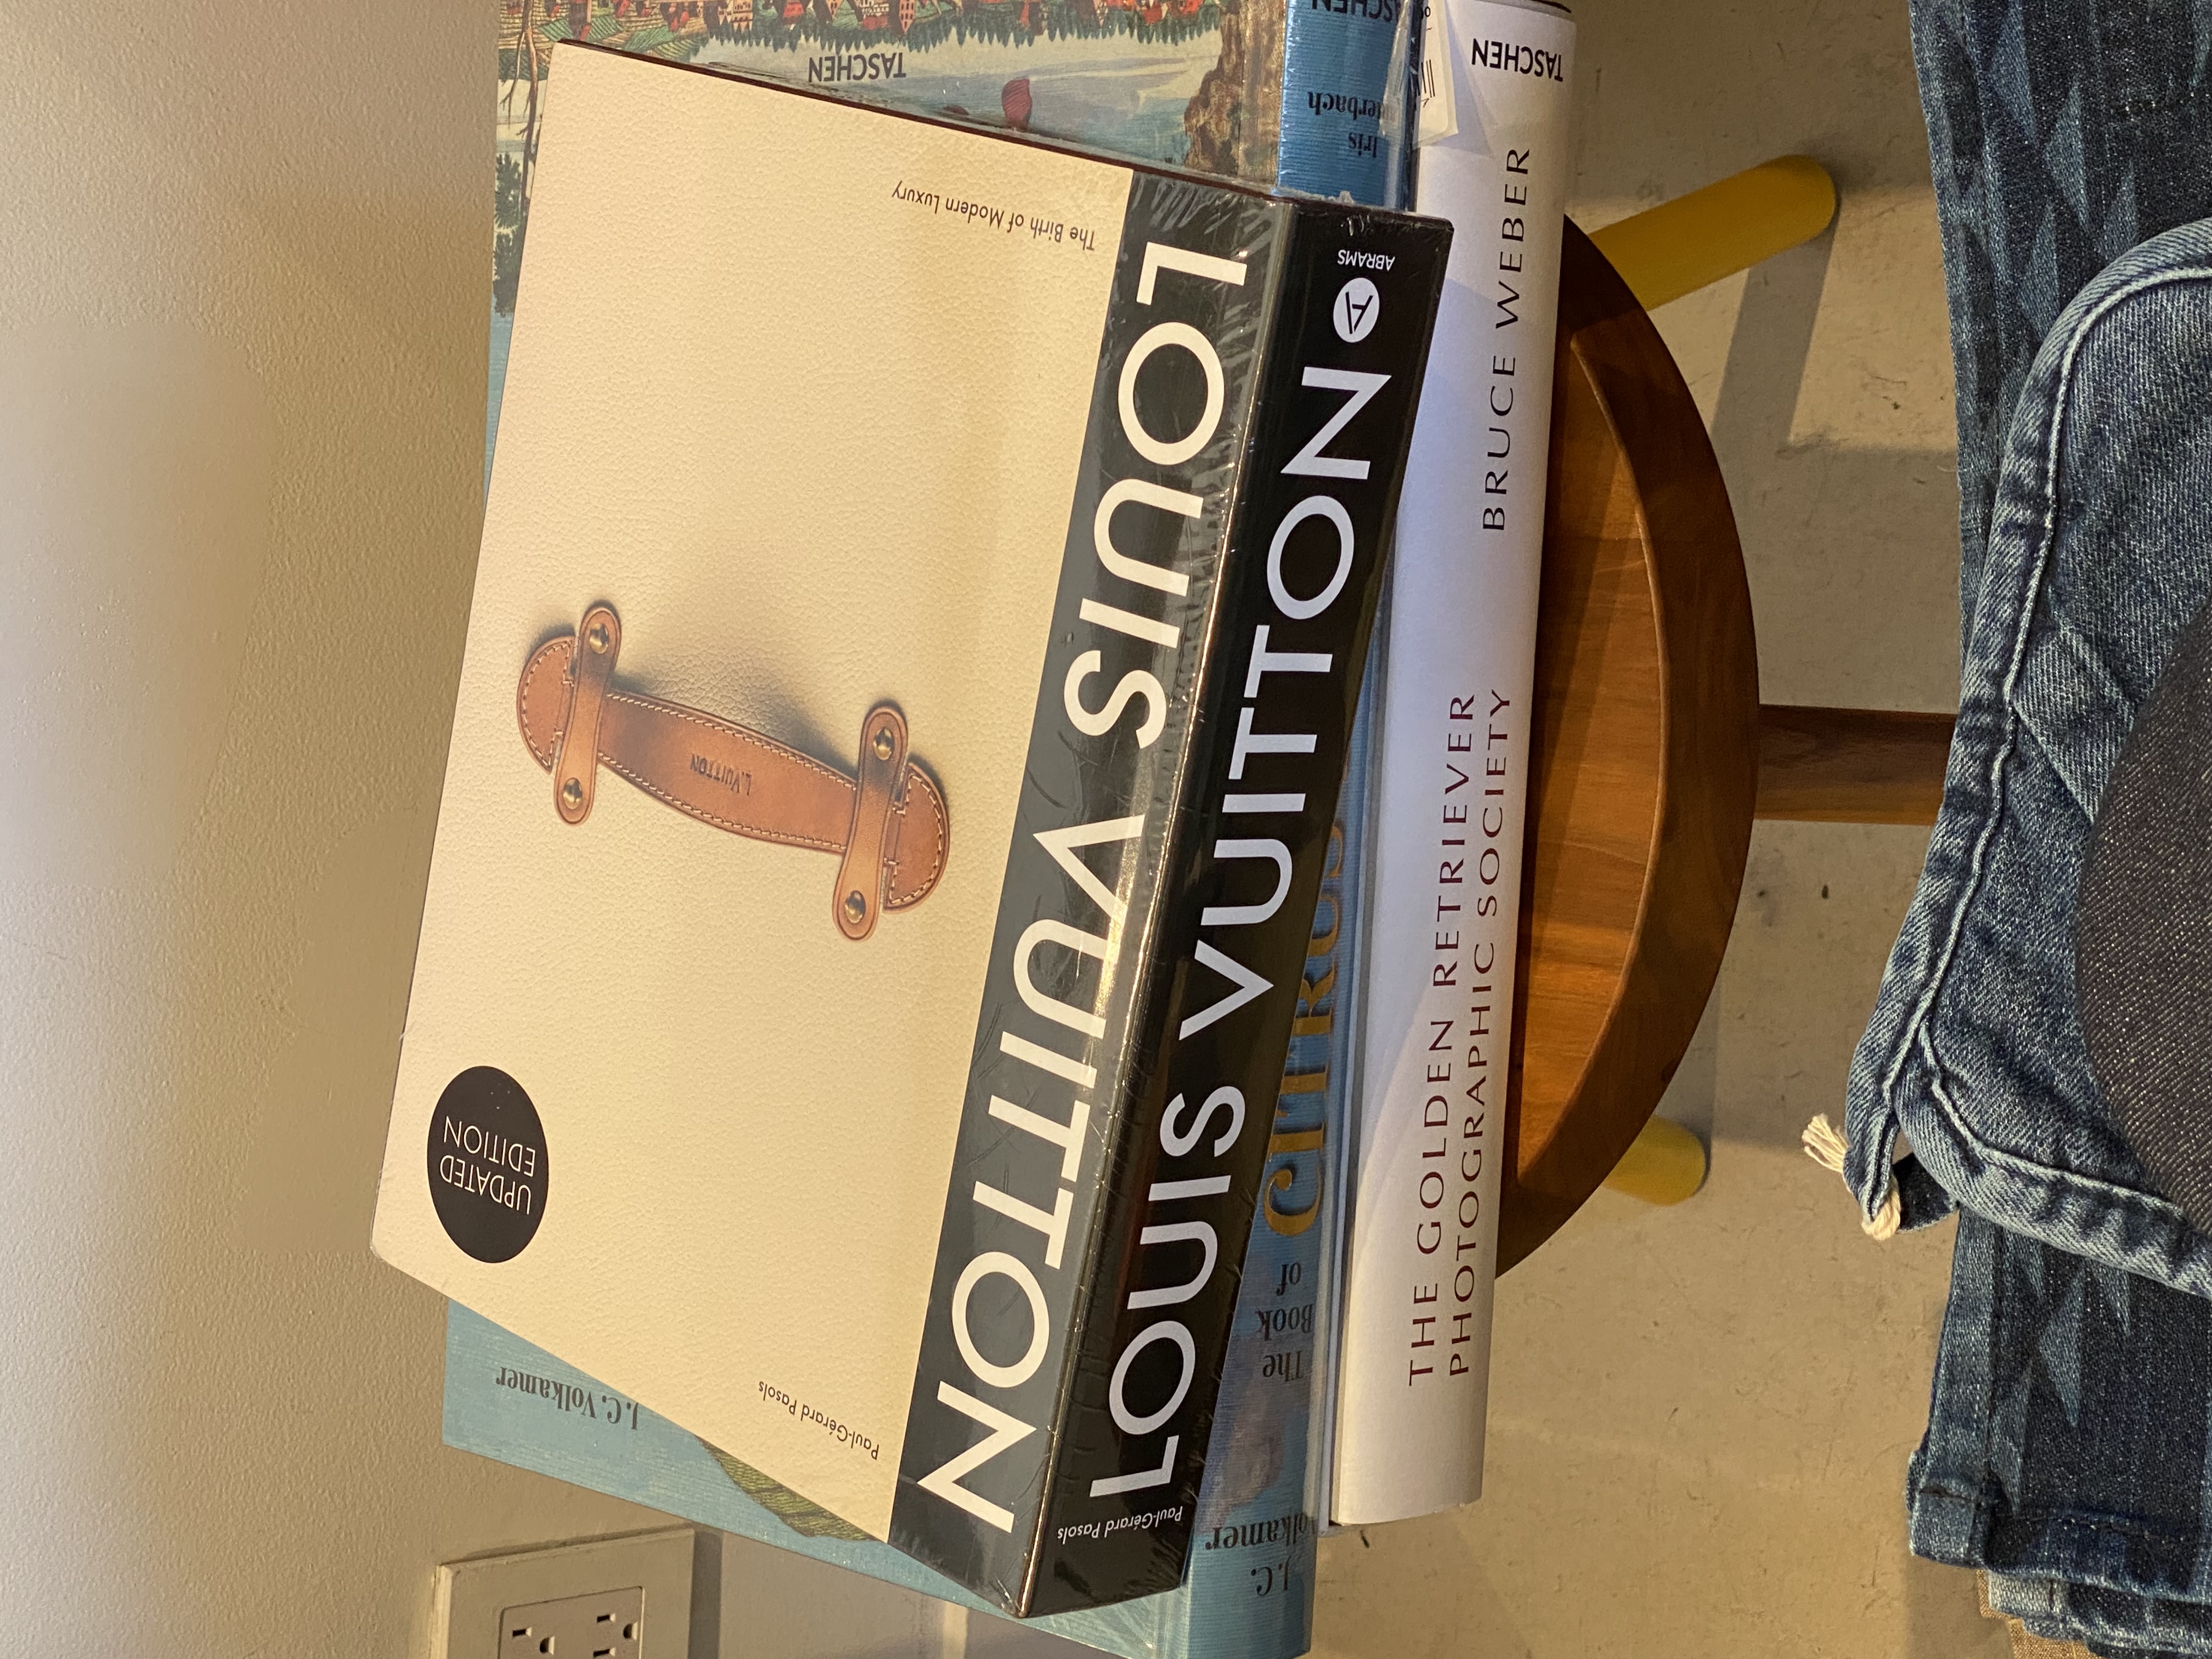 UPDATED
EDITION
J.C. Volkamer
L.VUITTON
Paul-Gérard Pasols
TASCHEN
The Birth of Modern Luxury
LOUIS VUITTON
Paul-Gérard Pasols
LOUIS VUITTON
A
ABRAMS
J.C.
Volkamer
The
Book
of
CITRUS
Iris
TASCHEN
THE GOLDEN RETRIEVER
PHOTOGRAPHIC SOCIETY
BRUCE WEBER
TASCHEN